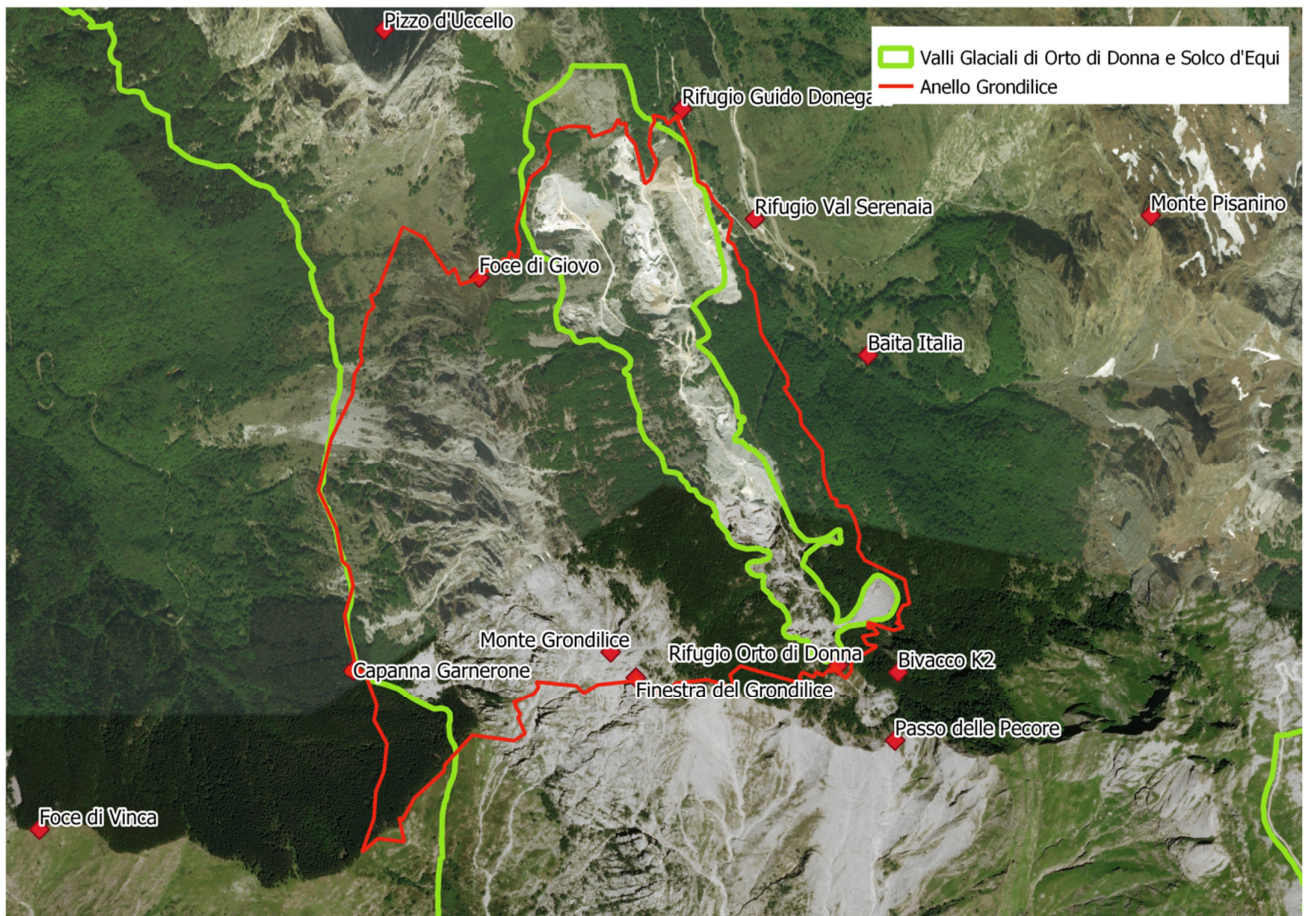 Pizzo d'Uccello
Valli Glaciali di Orto di Donna e Solco d'Equi
Anello Grondilice
Rifugio Guido Donega
Rifugio Val Serenaia
Monte Pisanino
Foce di Giovo
Baita Italia
Monte Grondilice
Rifugio Orto di Donna
Bivacco K2
Capanna Garnerone
Finestra del Grondilice
Passo delle Pecore
Foce di Vinca